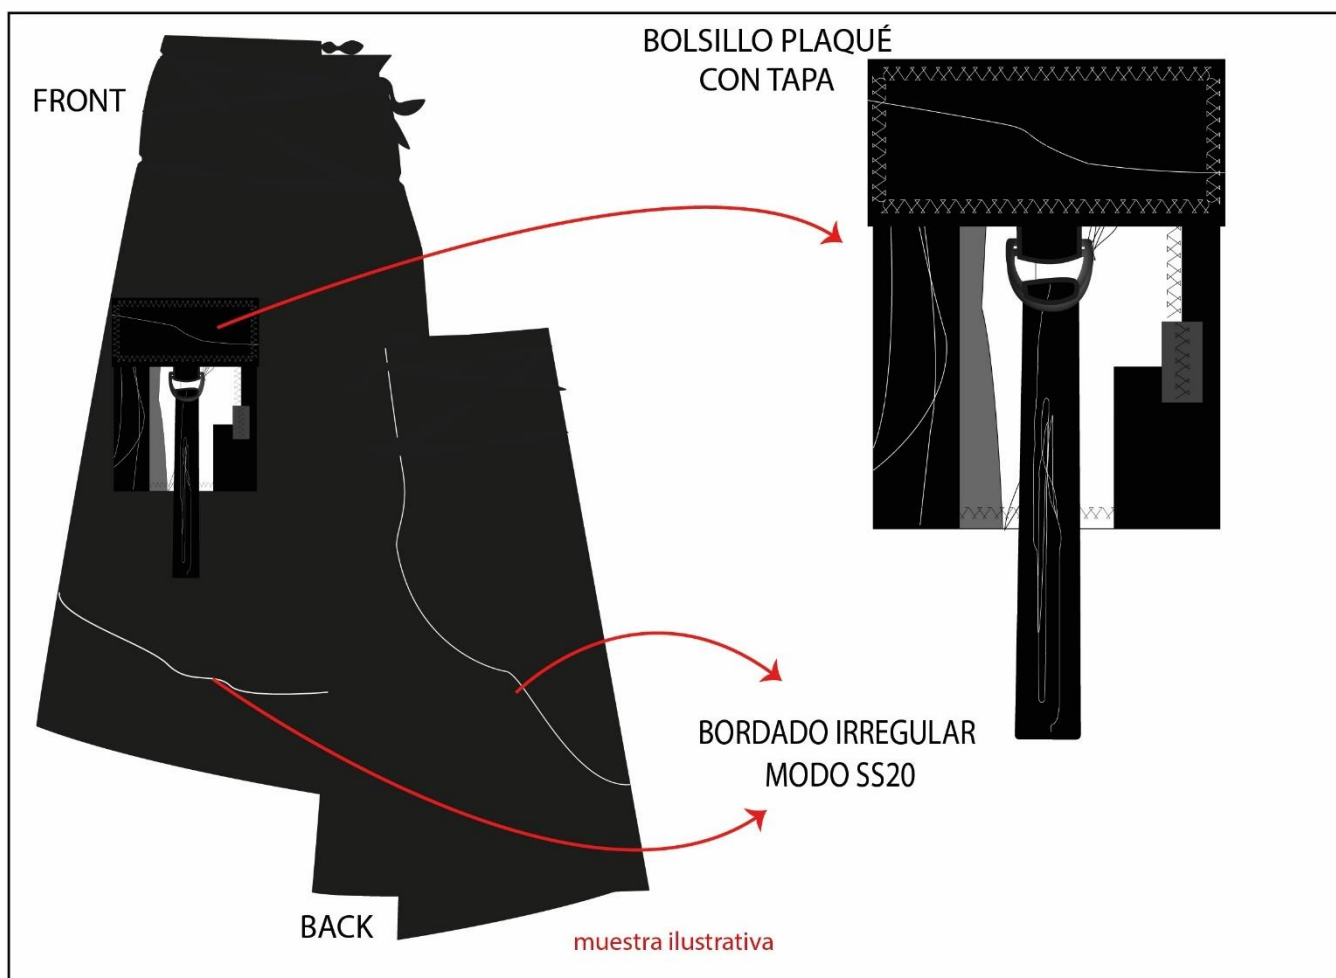 FRONT
BOLSILLO PLAQUÉ
CON TAPA
BORDADO IRREGULAR
MODO SS20
BACK
muestra ilustrativa